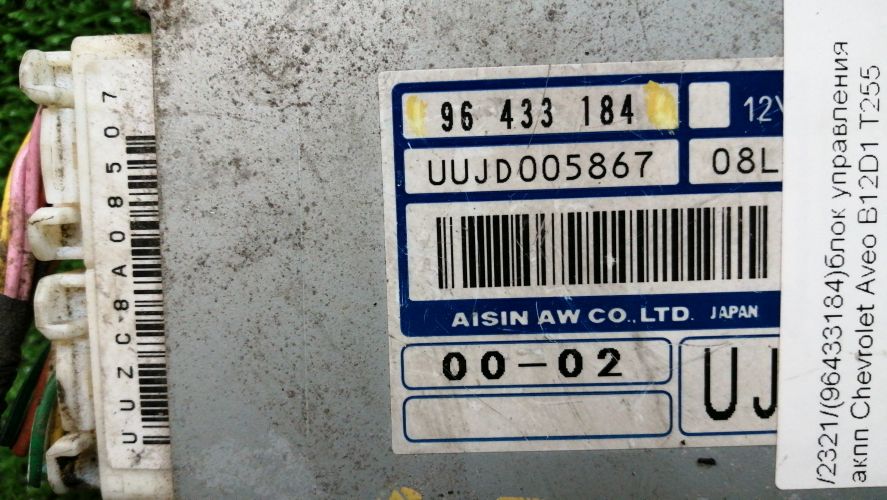 UUZC8A08507
96 433 184
12V
UUJD005867
08L
AISIN AW CO.,LTD. JAPAN
00-02
UJ
/2321/(96433184)блок управления
акпп Chevrolet Aveo B12D1 T255